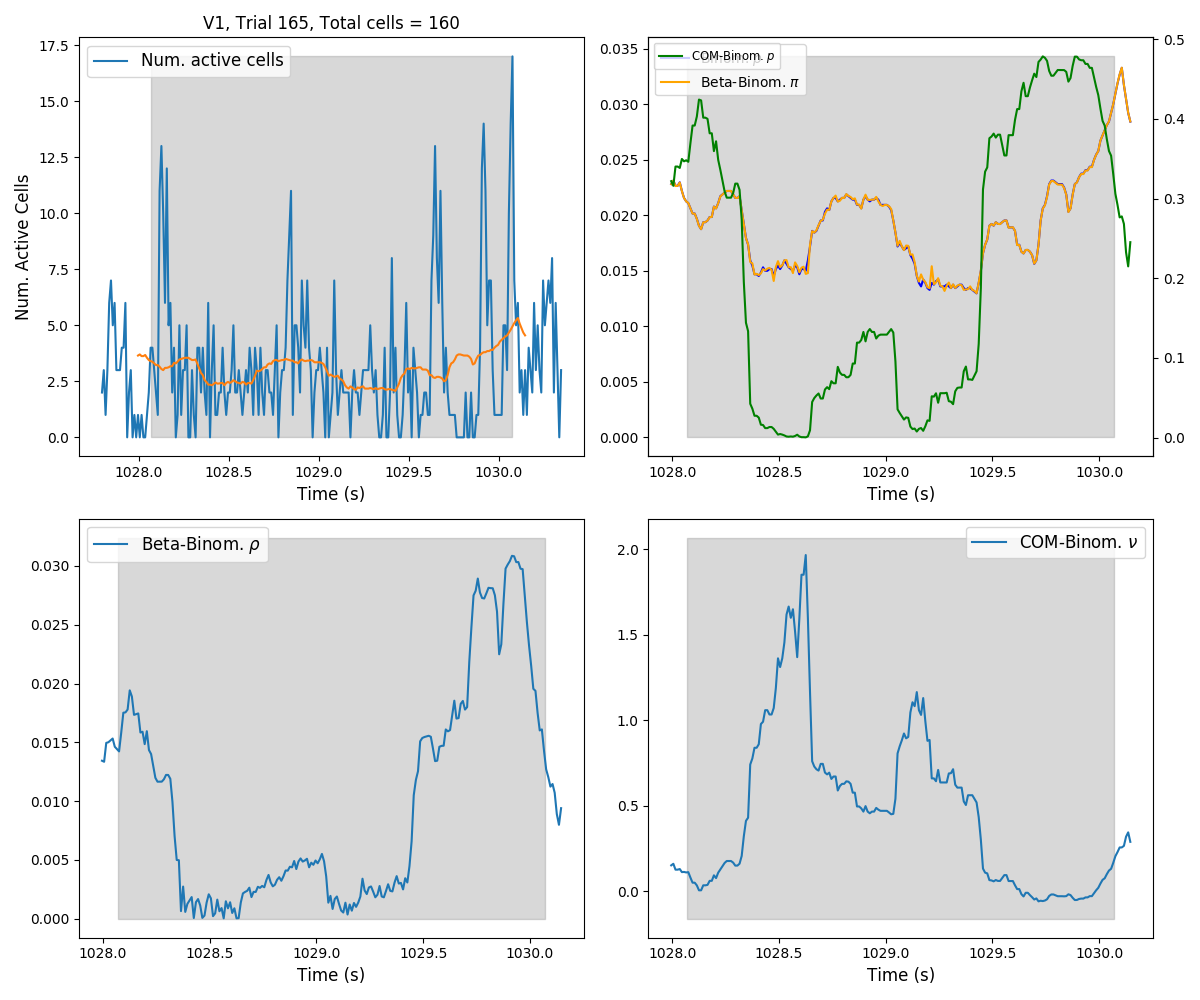 V1, Trial 165, Total cells = 160
Num. active cells
17.5
15.0
12.5
10.0
7.5
5.0
2.5
0.0
Num. Active Cells
1028.0 1028.5 1029.0 1029.5 1030.0
Time (s)
COM-Binom. p
Beta-Binom. π
0.035
0.030
0.025
0.020
0.015
0.010
0.005
0.000
0.5
0.4
0.3
0.2
0.1
0.0
1028.0 1028.5 1029.0 1029.5 1030.0
Time (s)
Beta-Binom. ρ
0.030
0.025
0.020
0.015
0.010
0.005
0.000
1028.0 1028.5 1029.0 1029.5 1030.0
Time (s)
COM-Binom. ν
2.0
1.5
1.0
0.5
0.0
1028.0 1028.5 1029.0 1029.5 1030.0
Time (s)